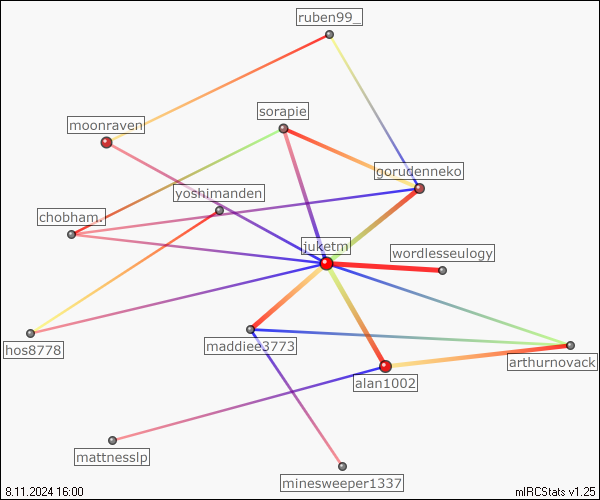 ruben99_
sorapie
moonraven
gorudenneko
yoshimanden
chobham.
juketm
wordlesseulogy
hos8778
maddiee3773
arthurnovack
alan1002
mattnesslp
minesweeper1337
8.11.2024 16:00
mIRCStats v1.25